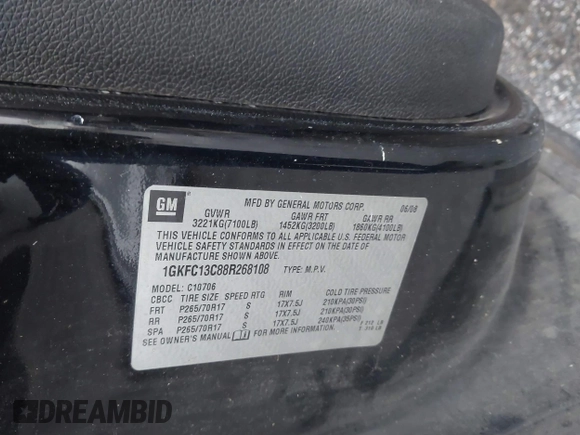 GM
MFD BY GENERAL MOTORS CORP. 06/08
GVWR GAWR FRT GAWR RR
3221KG(7100LB) 1452KG(3200LB) 1860KG(4100LB)
THIS VEHICLE CONFORMS TO ALL APPLICABLE U.S. FEDERAL MOTOR
VEHICLE SAFETY STANDARDS IN EFFECT ON THE DATE OF
MANUFACTURE SHOWN ABOVE.
1GKFC13C88R268108 TYPE: M.P.V.
MODEL: C10706
CBCC TIRE SIZE SPEED RTG RIM COLD TIRE PRESSURE
FRT P265/70R17 S 17X7.5J 210KPA(30PSI)
RR P265/70R17 S 17X7.5J 210KPA(30PSI)
SPA P265/70R17 S 17X7.5J 240KPA(35PSI)
SEE OWNER'S MANUAL FOR MORE INFORMATION.
DREAMBID